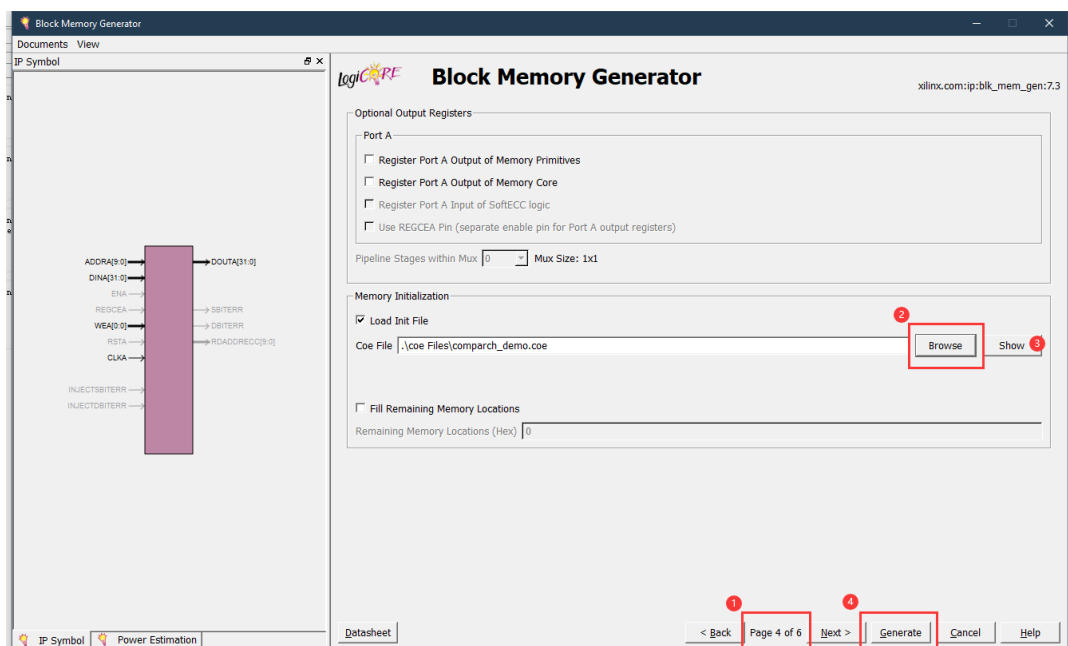 Block Memory Generator
Documents View
IP Symbol
LogiCORE
Block Memory Generator
xilinx.com:ip:blk_mem_gen:7.3
Optional Output Registers
Port A
Register Port A Output of Memory Primitives
Register Port A Output of Memory Core
Register Port A Input of SoftECC logic
Use REGCEA Pin (separate enable pin for Port A output registers)
Pipeline Stages within Mux 0 Mux Size: 1x1
ADDRA[9:0] DOUTA[31:0]
DINA[31:0]
ENA
REGCEA SBITERR
WEA[0:0] DBITERR
RSTA RDADDRECC[9:0]
CLKA
INJECTSBITERR
INJECTDBITERR
Memory Initialization
Load Init File
2
Coe File .\coe Files\comparch_demo.coe Browse Show 3
Fill Remaining Memory Locations
Remaining Memory Locations (Hex) 0
1 4
Datasheet < Back Page 4 of 6 Next > Generate Cancel Help
IP Symbol Power Estimation